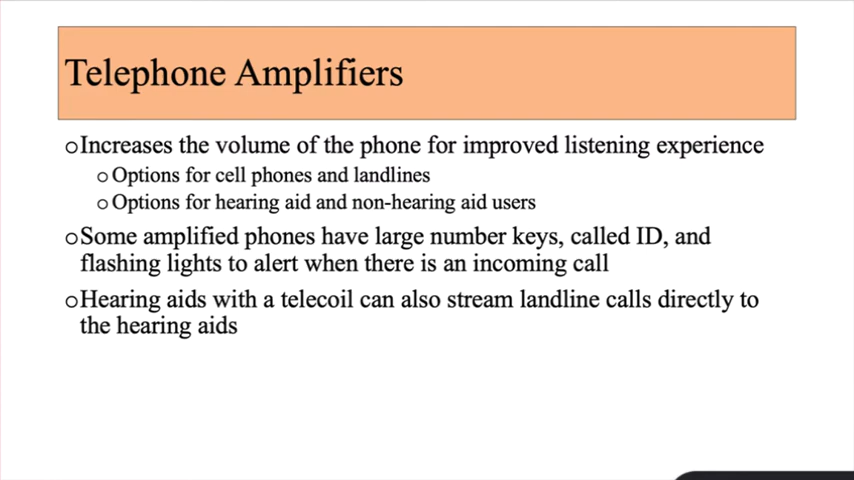 Telephone Amplifiers
oIncreases the volume of the phone for improved listening experience
o Options for cell phones and landlines
o Options for hearing aid and non-hearing aid users
oSome amplified phones have large number keys, called ID, and
flashing lights to alert when there is an incoming call
oHearing aids with a telecoil can also stream landline calls directly to
the hearing aids